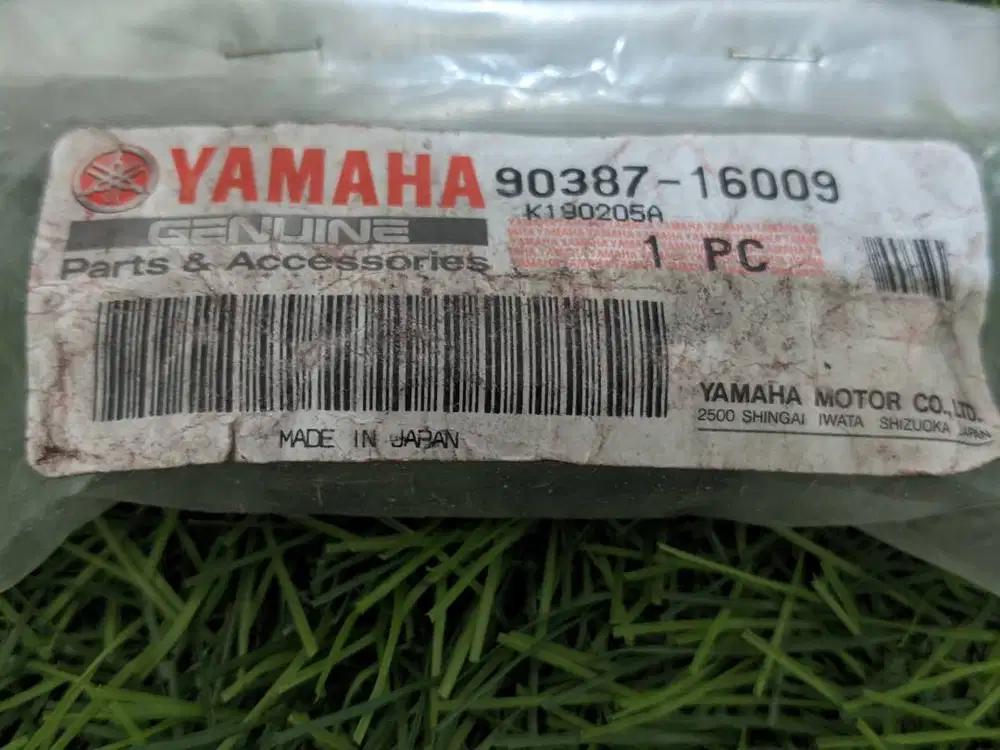 YAMAHA 90387-16009
K190205A
GENUINE
1 PC
Parts & Accessories
YAMAHA MOTOR CO., LTD.
2500 SHINGAI IWATA SHIZUOKA JAPAN
MADE IN JAPAN